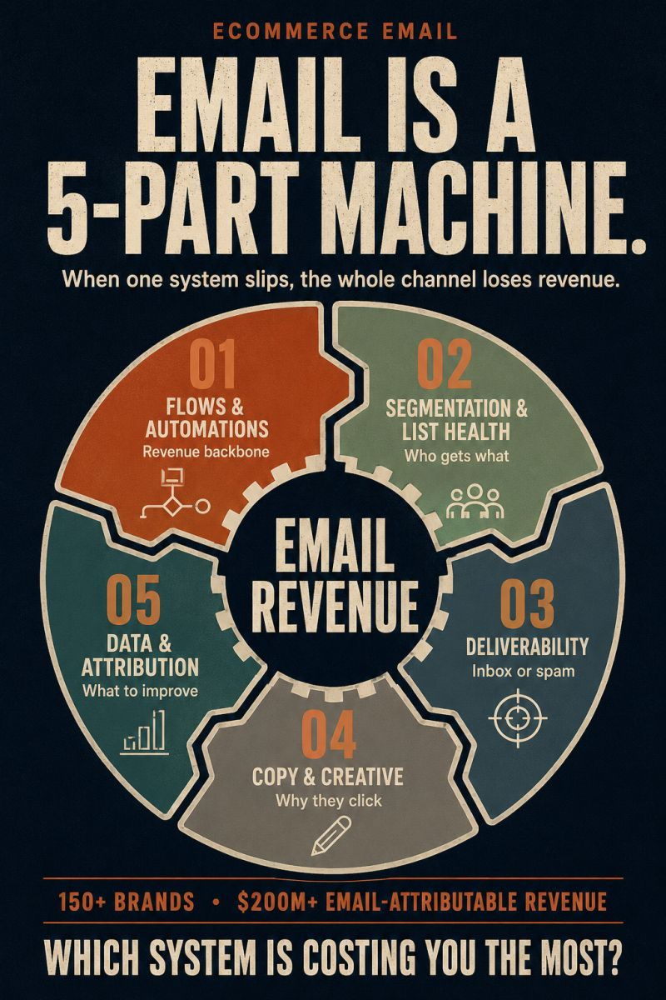 ECOMMERCE EMAIL
EMAIL IS A
5-PART MACHINE.
When one system slips, the whole channel loses revenue.
01
FLOWS &
AUTOMATIONS
Revenue backbone
02
SEGMENTATION &
LIST HEALTH
Who gets what
03
DELIVERABILITY
Inbox or spam
04
COPY & CREATIVE
Why they click
05
DATA &
ATTRIBUTION
What to improve
EMAIL
REVENUE
150+ BRANDS • $200M+ EMAIL-ATTRIBUTABLE REVENUE
WHICH SYSTEM IS COSTING YOU THE MOST?